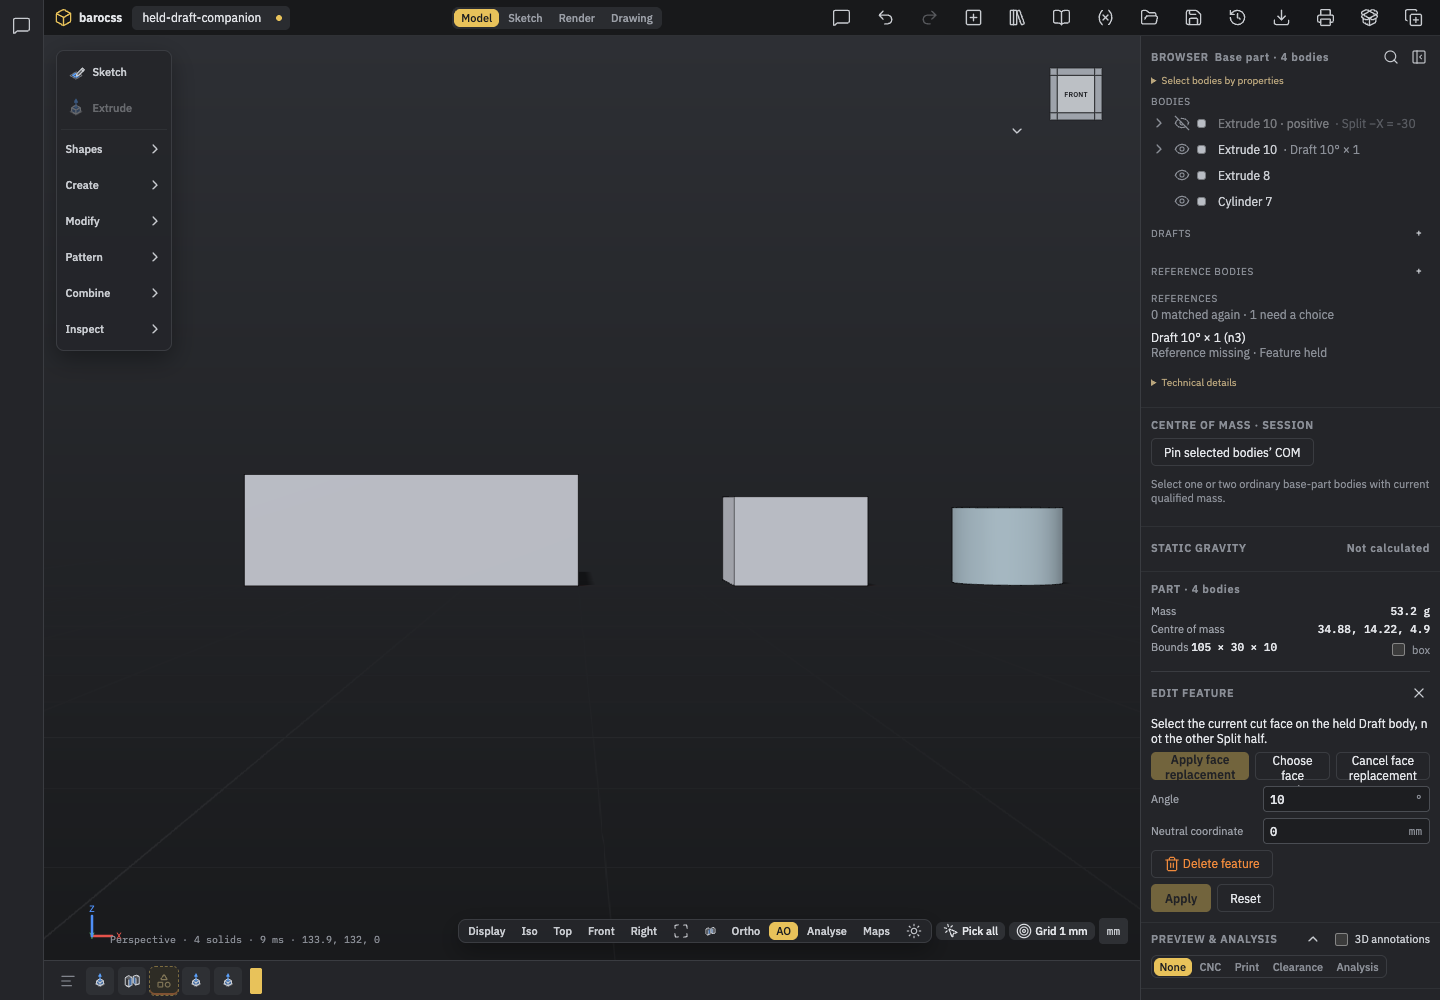 barocss
held-draft-companion
Model Sketch Render Drawing
Sketch
Extrude
Shapes
Create
Modify
Pattern
Combine
Inspect
FRONT
BROWSER Base part · 4 bodies
Select bodies by properties
BODIES
Extrude 10 · positive · Split −X = -30
Extrude 10 · Draft 10° × 1
Extrude 8
Cylinder 7
DRAFTS +
REFERENCE BODIES +
REFERENCES
0 matched again · 1 need a choice
Draft 10° × 1 (n3)
Reference missing · Feature held
Technical details
CENTRE OF MASS · SESSION
Pin selected bodies’ COM
Select one or two ordinary base-part bodies with current
qualified mass.
STATIC GRAVITY Not calculated
PART · 4 bodies
Mass 53.2 g
Centre of mass 34.88, 14.22, 4.9
Bounds 105 × 30 × 10 box
EDIT FEATURE
Select the current cut face on the held Draft body, n
ot the other Split half.
Apply face
replacement
Choose
face
Cancel face
replacement
Angle 10 °
Neutral coordinate 0 mm
Delete feature
Apply Reset
PREVIEW & ANALYSIS 3D annotations
None CNC Print Clearance Analysis
Z
X
Perspective · 4 solids · 9 ms · 133.9, 132, 0
Display Iso Top Front Right Ortho AO Analyse Maps Pick all Grid 1 mm mm